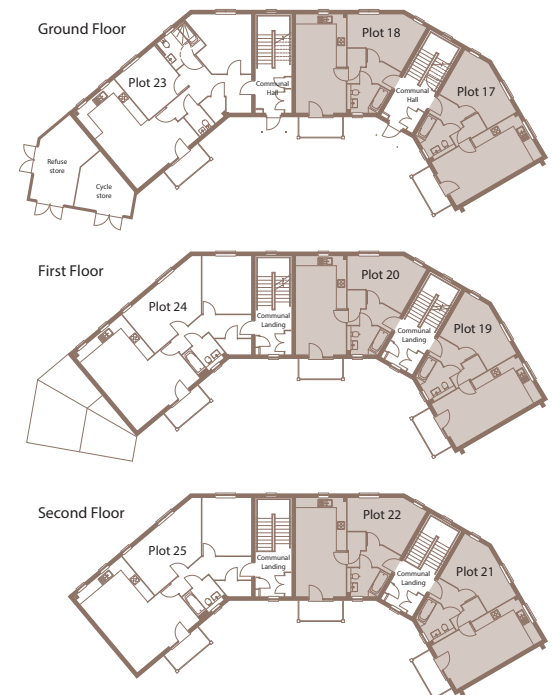 Ground Floor
Plot 18
Plot 23
Communal
Hall
Plot 17
Communal
Hall
Refuse
store
Cycle
store
First Floor
Plot 20
Plot 24
Communal
Landing
Plot 19
Communal
Landing
Second Floor
Plot 22
Plot 25
Communal
Landing
Plot 21
Communal
Landing